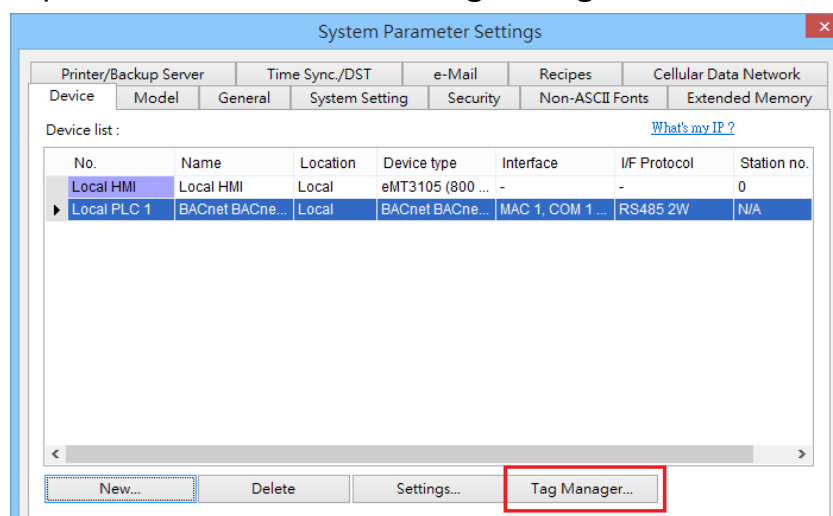 System Parameter Settings
Printer/Backup Server Time Sync./DST e-Mail Recipes Cellular Data Network
Device Model General System Setting Security Non-ASCII Fonts Extended Memory
Device list :
What's my IP ?
No. Name Location Device type Interface I/F Protocol Station no.
Local HMI Local HMI Local eMT3105 (800 ... - - 0
Local PLC 1 BACnet BACne... Local BACnet BACne... MAC 1, COM 1 ... RS485 2W N/A
New... Delete Settings... Tag Manager...